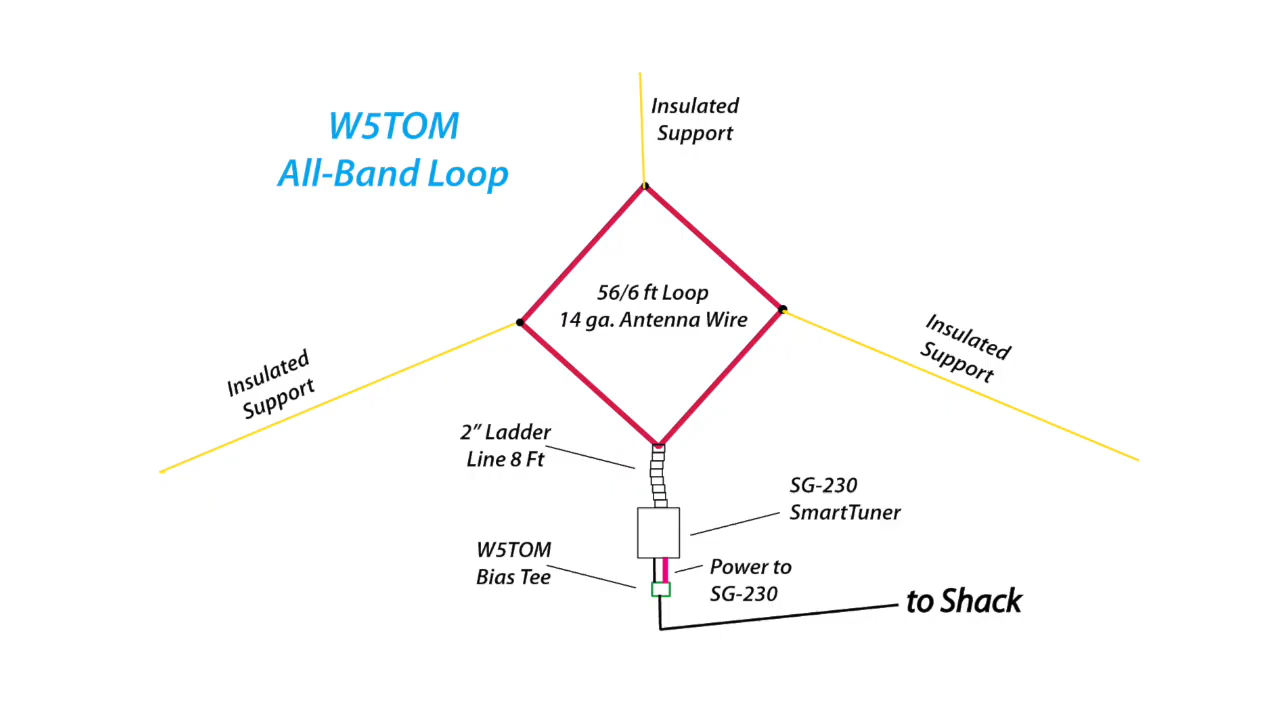 W5TOM
All-Band Loop
Insulated
Support
56/6 ft Loop
14 ga. Antenna Wire
Insulated
Support
Insulated
Support
2” Ladder
Line 8 Ft
SG-230
SmartTuner
W5TOM
Bias Tee
Power to
SG-230
to Shack